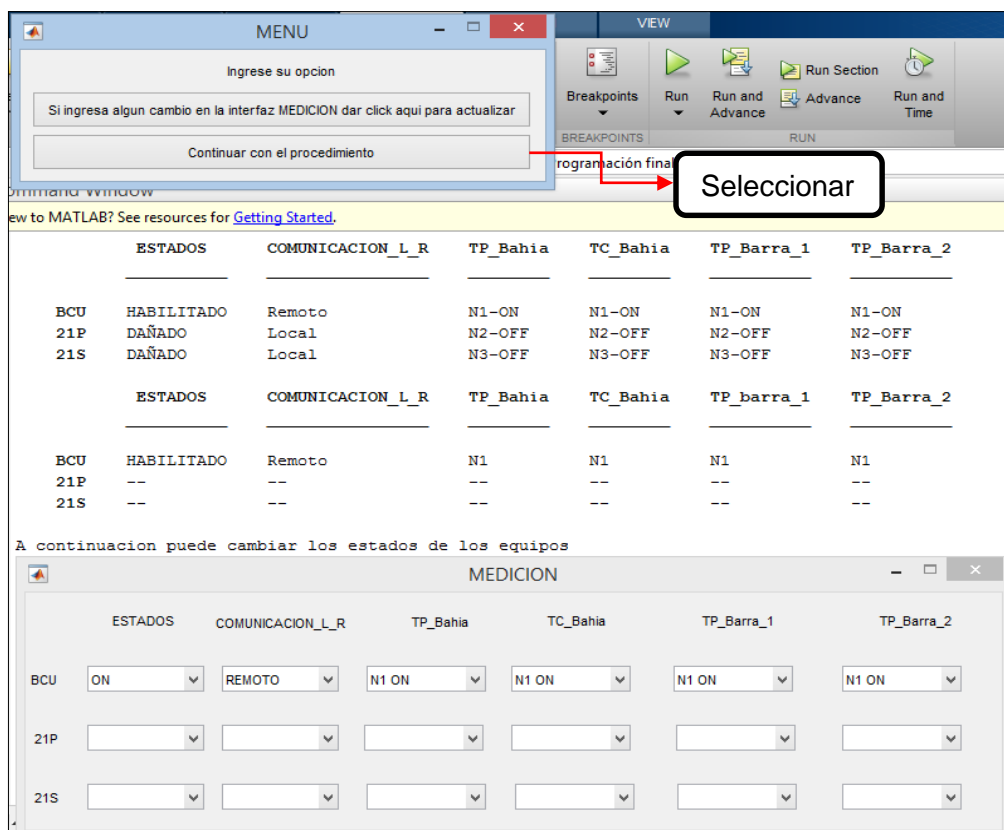 MENU
VIEW
Ingrese su opcion
Si ingresa algun cambio en la interfaz MEDICION dar click aqui para actualizar
Continuar con el procedimiento
Breakpoints
Run
Run and Advance
Run Section
Advance
Run and Time
BREAKPOINTS
RUN
Seleccionar
Command Window
ew to MATLAB? See resources for Getting Started.
ESTADOS COMUNICACION_L_R TP_Bahia TC_Bahia TP_Barra_1 TP_Barra_2
BCU HABILITADO Remoto N1-ON N1-ON N1-ON N1-ON
21P DAÑADO Local N2-OFF N2-OFF N2-OFF N2-OFF
21S DAÑADO Local N3-OFF N3-OFF N3-OFF N3-OFF
ESTADOS COMUNICACION_L_R TP_Bahia TC_Bahia TP_barra_1 TP_Barra_2
BCU HABILITADO Remoto N1 N1 N1 N1
21P -- -- -- -- -- --
21S -- -- -- -- -- --
A continuacion puede cambiar los estados de los equipos
MEDICION
ESTADOS COMUNICACION_L_R TP_Bahia TC_Bahia TP_Barra_1 TP_Barra_2
BCU ON REMOTO N1 ON N1 ON N1 ON N1 ON
21P
21S